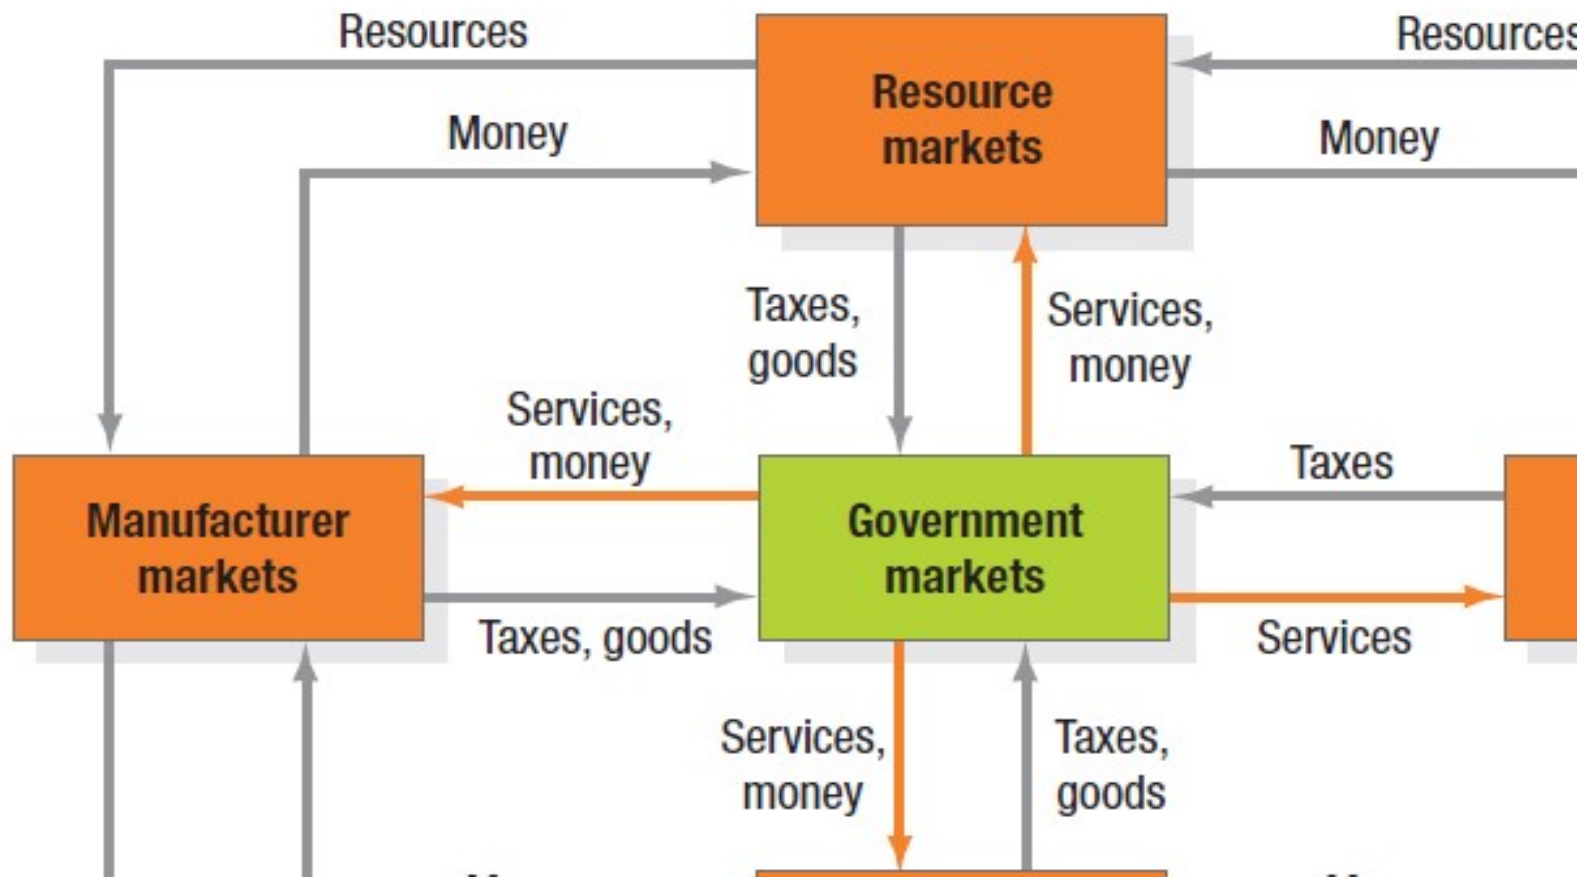 Resources
Resources
Resource
markets
Money
Money
Taxes,
goods
Services,
money
Services,
money
Taxes
Manufacturer
markets
Government
markets
Taxes, goods
Services
Services,
money
Taxes,
goods